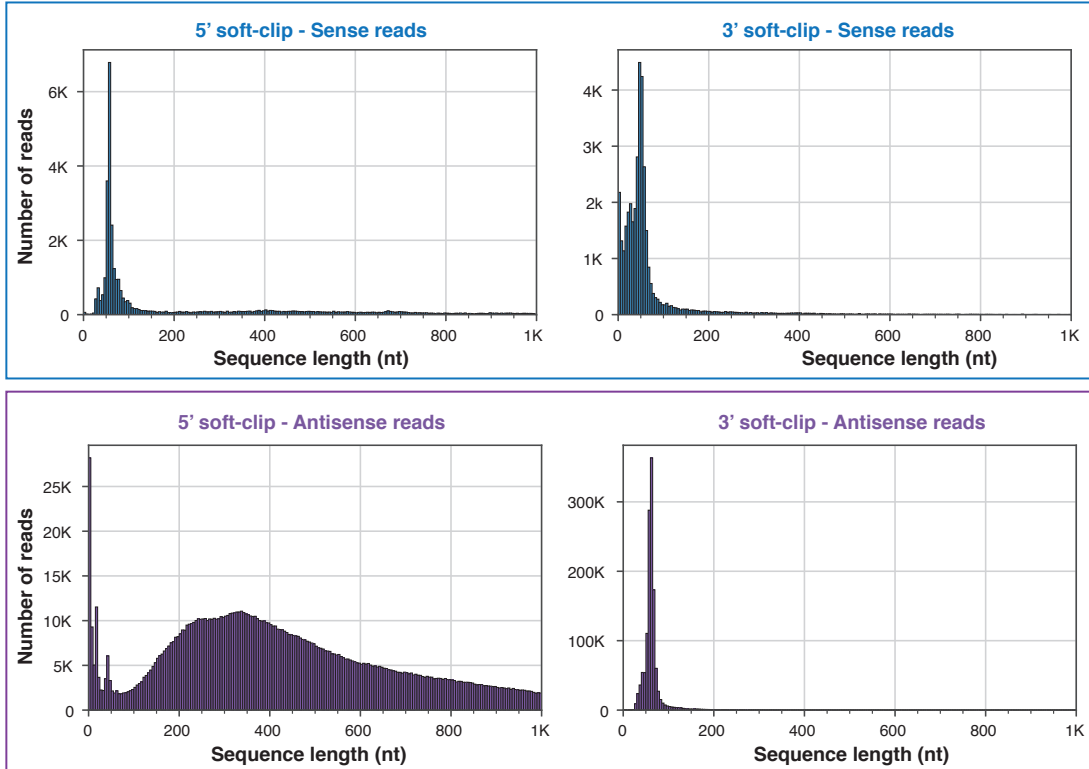 5’ soft-clip - Sense reads
3’ soft-clip - Sense reads
Number of reads
6K
4K
2K
0
0
200
400
600
800
1K
Sequence length (nt)
4K
3K
2k
1K
0
0
200
400
600
800
1K
Sequence length (nt)
5’ soft-clip - Antisense reads
3’ soft-clip - Antisense reads
Number of reads
25K
20K
15K
10K
5K
0
0
200
400
600
800
1K
Sequence length (nt)
300K
200K
100K
0
0
200
400
600
800
1K
Sequence length (nt)